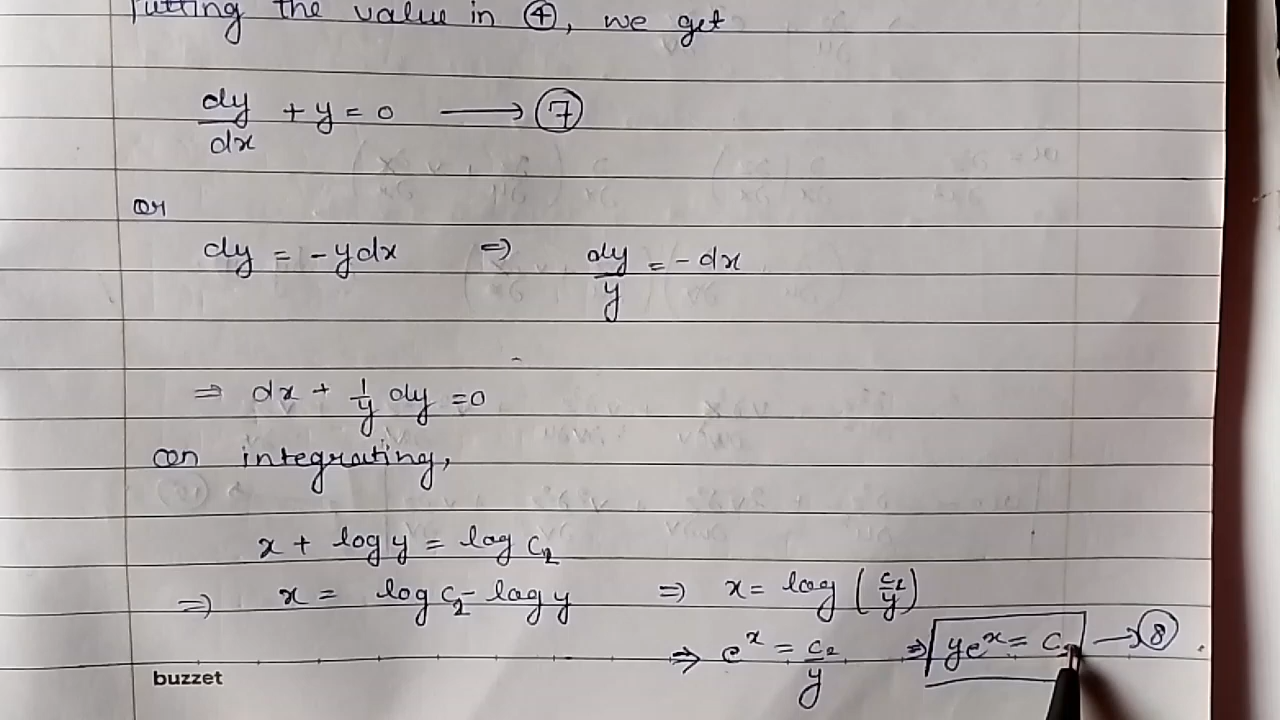 Putting the value in ④, we get
dy/dx + y = 0 ⟶ ⑦
or
dy = -ydx ⇒ dy/y = -dx
⇒ dx + 1/y dy = 0
on integrating,
x + log y = log c₂
⇒ x = log c₂ - log y ⇒ x = log (c₂/y)
⇒ eˣ = c₂/y ⇒ yeˣ = c₂ ⟶ ⑧
buzzet